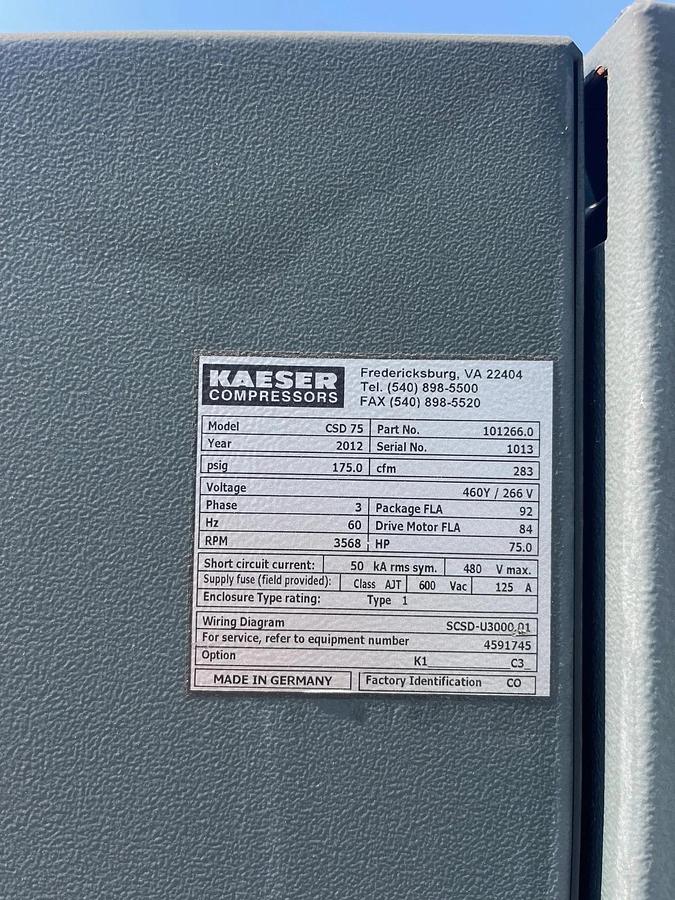 KAESER
COMPRESSORS
Fredericksburg, VA 22404
Tel. (540) 898-5500
FAX (540) 898-5520
Model CSD 75 Part No. 101266.0
Year 2012 Serial No. 1013
psig 175.0 cfm 283
Voltage 460Y / 266 V
Phase 3 Package FLA 92
Hz 60 Drive Motor FLA 84
RPM 3568 HP 75.0
Short circuit current: 50 kA rms sym. 480 V max.
Supply fuse (field provided): Class AJT 600 Vac 125 A
Enclosure Type rating: Type 1
Wiring Diagram SCSD-U3000.01
For service, refer to equipment number 4591745
Option K1_ C3_
MADE IN GERMANY Factory Identification CO